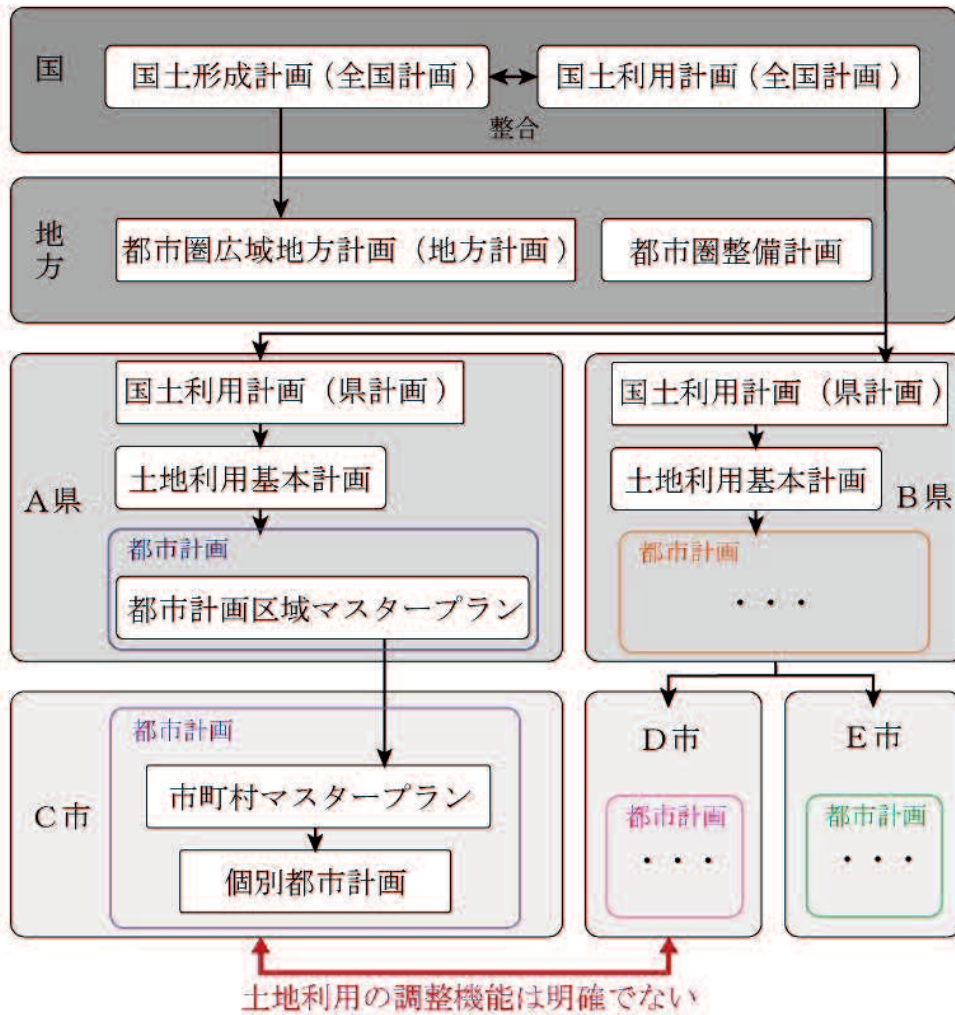 国
国土形成計画(全国計画)
国土利用計画(全国計画)
整合
地方
都市圏広域地方計画(地方計画)
都市圏整備計画
A県
国土利用計画(県計画)
土地利用基本計画
都市計画
都市計画区域マスタープラン
B県
国土利用計画(県計画)
土地利用基本計画
都市計画
・・・
C市
都市計画
市町村マスタープラン
個別都市計画
D市
都市計画
・・・
E市
都市計画
・・・
土地利用の調整機能は明確でない